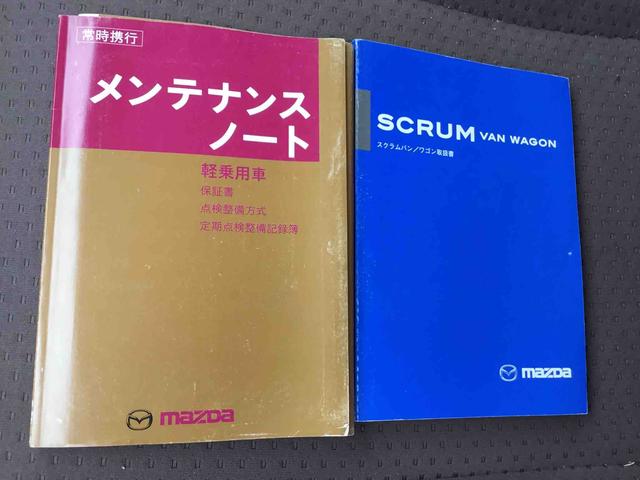 常時携行
メンテナンス
ノート
軽乗用車
保証書
点検整備方式
定期点検整備記録簿
mazda
SCRUM VAN WAGON
スクラムバン/ワゴン取扱書
mazda